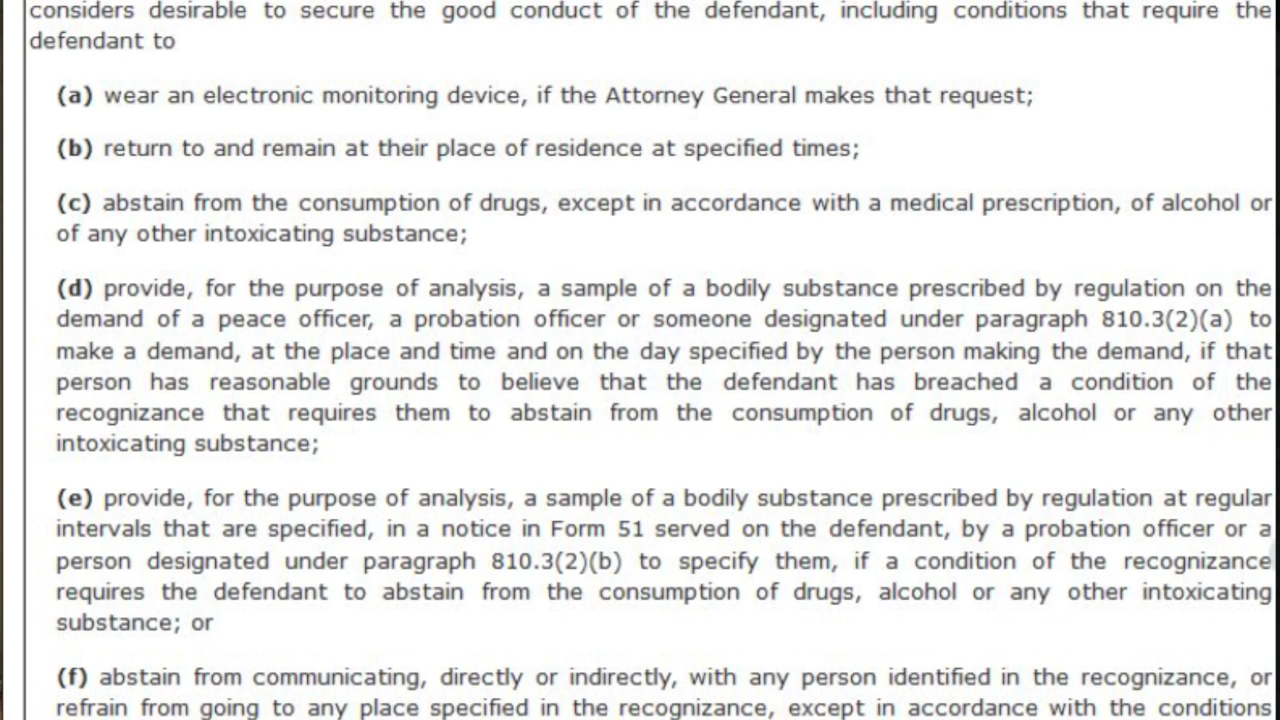 considers desirable to secure the good conduct of the defendant, including conditions that require the
defendant to
(a) wear an electronic monitoring device, if the Attorney General makes that request;
(b) return to and remain at their place of residence at specified times;
(c) abstain from the consumption of drugs, except in accordance with a medical prescription, of alcohol or
of any other intoxicating substance;
(d) provide, for the purpose of analysis, a sample of a bodily substance prescribed by regulation on the
demand of a peace officer, a probation officer or someone designated under paragraph 810.3(2)(a) to
make a demand, at the place and time and on the day specified by the person making the demand, if that
person has reasonable grounds to believe that the defendant has breached a condition of the
recognizance that requires them to abstain from the consumption of drugs, alcohol or any other
intoxicating substance;
(e) provide, for the purpose of analysis, a sample of a bodily substance prescribed by regulation at regular
intervals that are specified, in a notice in Form 51 served on the defendant, by a probation officer or a
person designated under paragraph 810.3(2)(b) to specify them, if a condition of the recognizance
requires the defendant to abstain from the consumption of drugs, alcohol or any other intoxicating
substance; or
(f) abstain from communicating, directly or indirectly, with any person identified in the recognizance, or
refrain from going to any place specified in the recognizance, except in accordance with the conditions